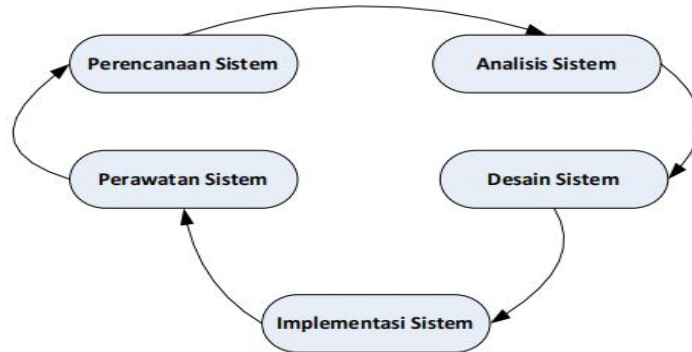 Perencanaan Sistem
Analisis Sistem
Perawatan Sistem
Desain Sistem
Implementasi Sistem